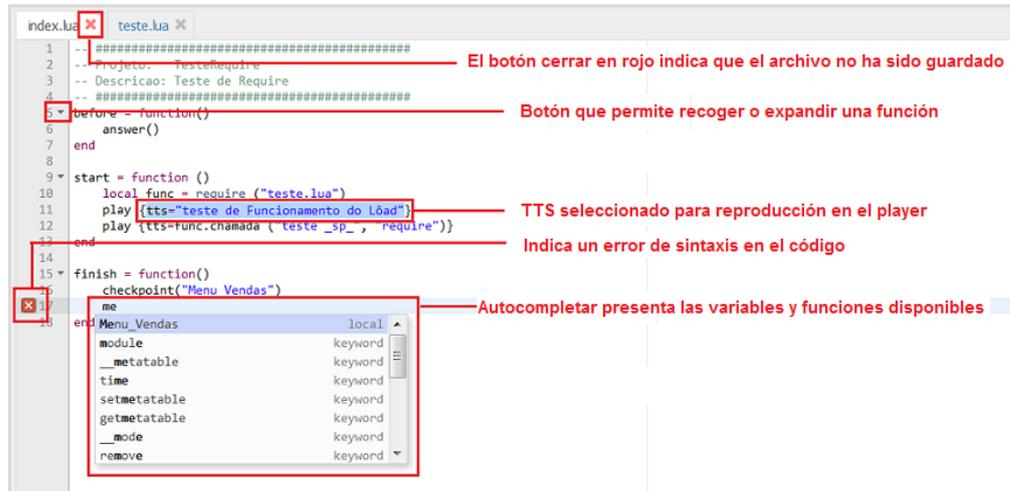 index.lua teste.lua
El botón cerrar en rojo indica que el archivo no ha sido guardado
1 -- ############################################
2 -- Projeto: TesteRequire
3 -- Descricao: Teste de Require
4 -- ############################################
Botón que permite recoger o expandir una función
5 before = function()
6 answer()
7 end
8
9 start = function ()
10 local func = require ("teste.lua")
11 play {tts="teste de Funcionamento do Lôad"}
TTS seleccionado para reproducción en el player
12 play {tts=func.chamada ("teste _sp_", "require")}
13 end
Indica un error de sintaxis en el código
14
15 finish = function()
16 checkpoint("Menu Vendas")
17 me
Autocompletar presenta las variables y funciones disponibles
18 end
Menu_Vendas local
module keyword
__metatable keyword
time keyword
setmetatable keyword
getmetatable keyword
__mode keyword
remove keyword